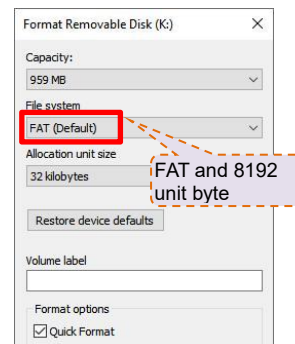 Format Removable Disk (K:)
Capacity:
959 MB
File system
FAT (Default)
Allocation unit size
32 kilobytes
FAT and 8192
unit byte
Restore device defaults
Volume label
Format options
Quick Format